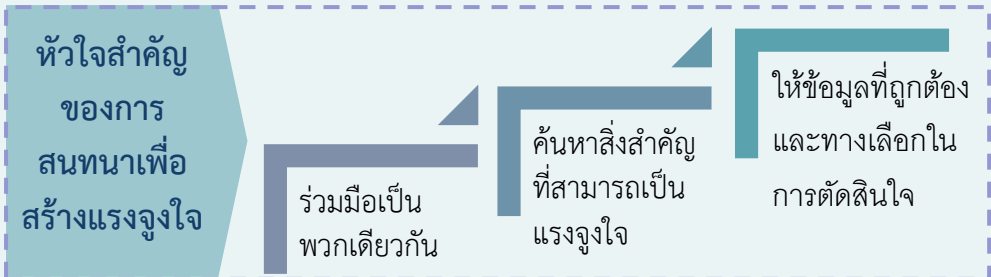 หัวใจสำคัญ
ของการ
สนทนาเพื่อ
สร้างแรงจูงใจ
ร่วมมือเป็น
พวกเดียวกัน
ค้นหาสิ่งสำคัญ
ที่สามารถเป็น
แรงจูงใจ
ให้ข้อมูลที่ถูกต้อง
และทางเลือกใน
การตัดสินใจ